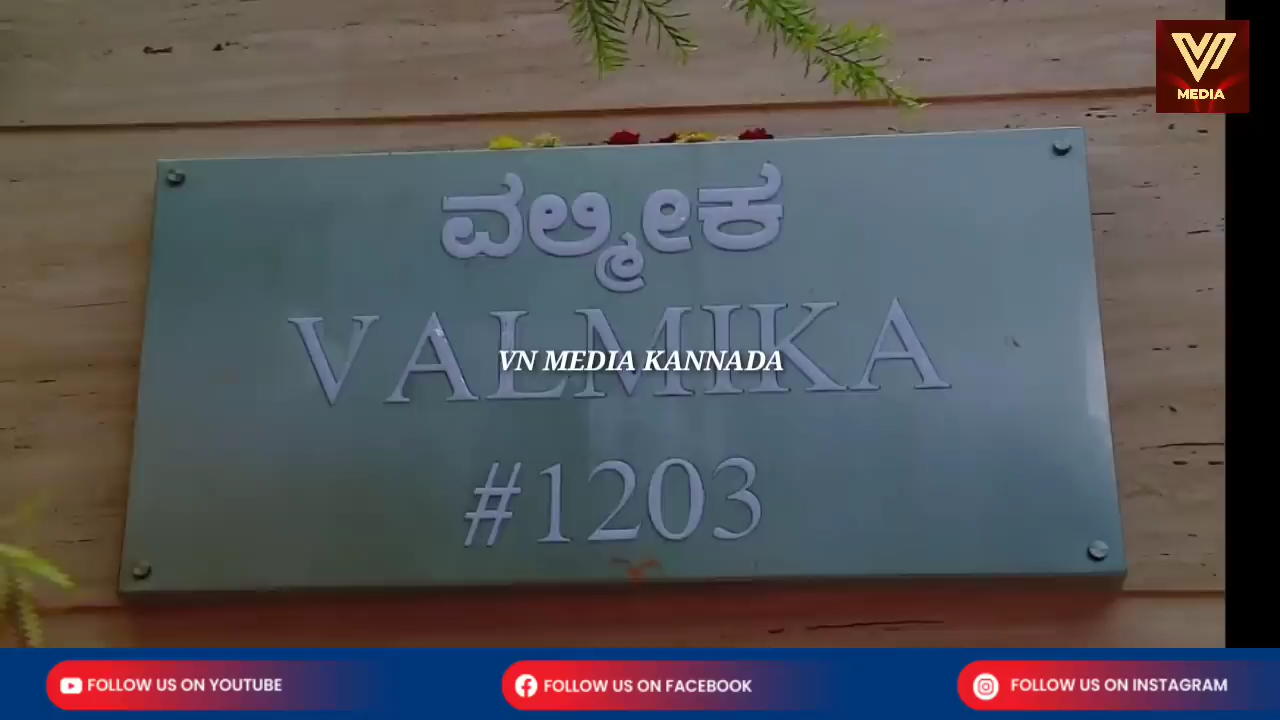 MEDIA
ವಲ್ಮೀಕ
VALMIKA
VN MEDIA KANNADA
#1203
FOLLOW US ON YOUTUBE
FOLLOW US ON FACEBOOK
FOLLOW US ON INSTAGRAM